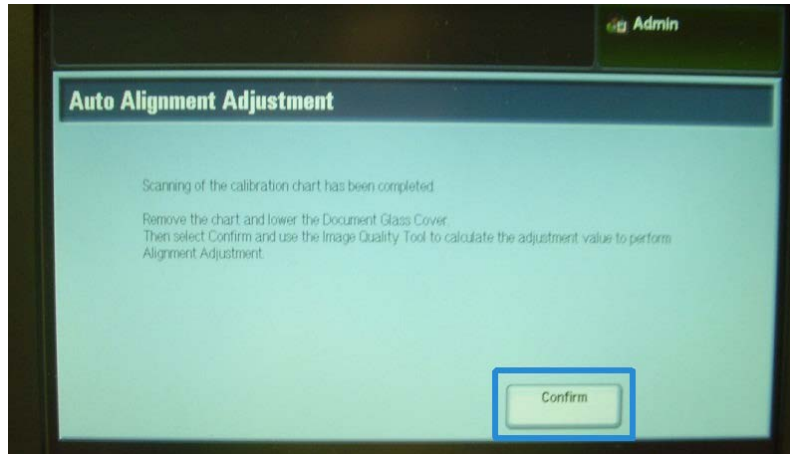 Admin
Auto Alignment Adjustment
Scanning of the calibration chart has been completed.
Remove the chart and lower the Document Glass Cover.
Then select Confirm and use the Image Quality Tool to calculate the adjustment value to perform
Alignment Adjustment.
Confirm